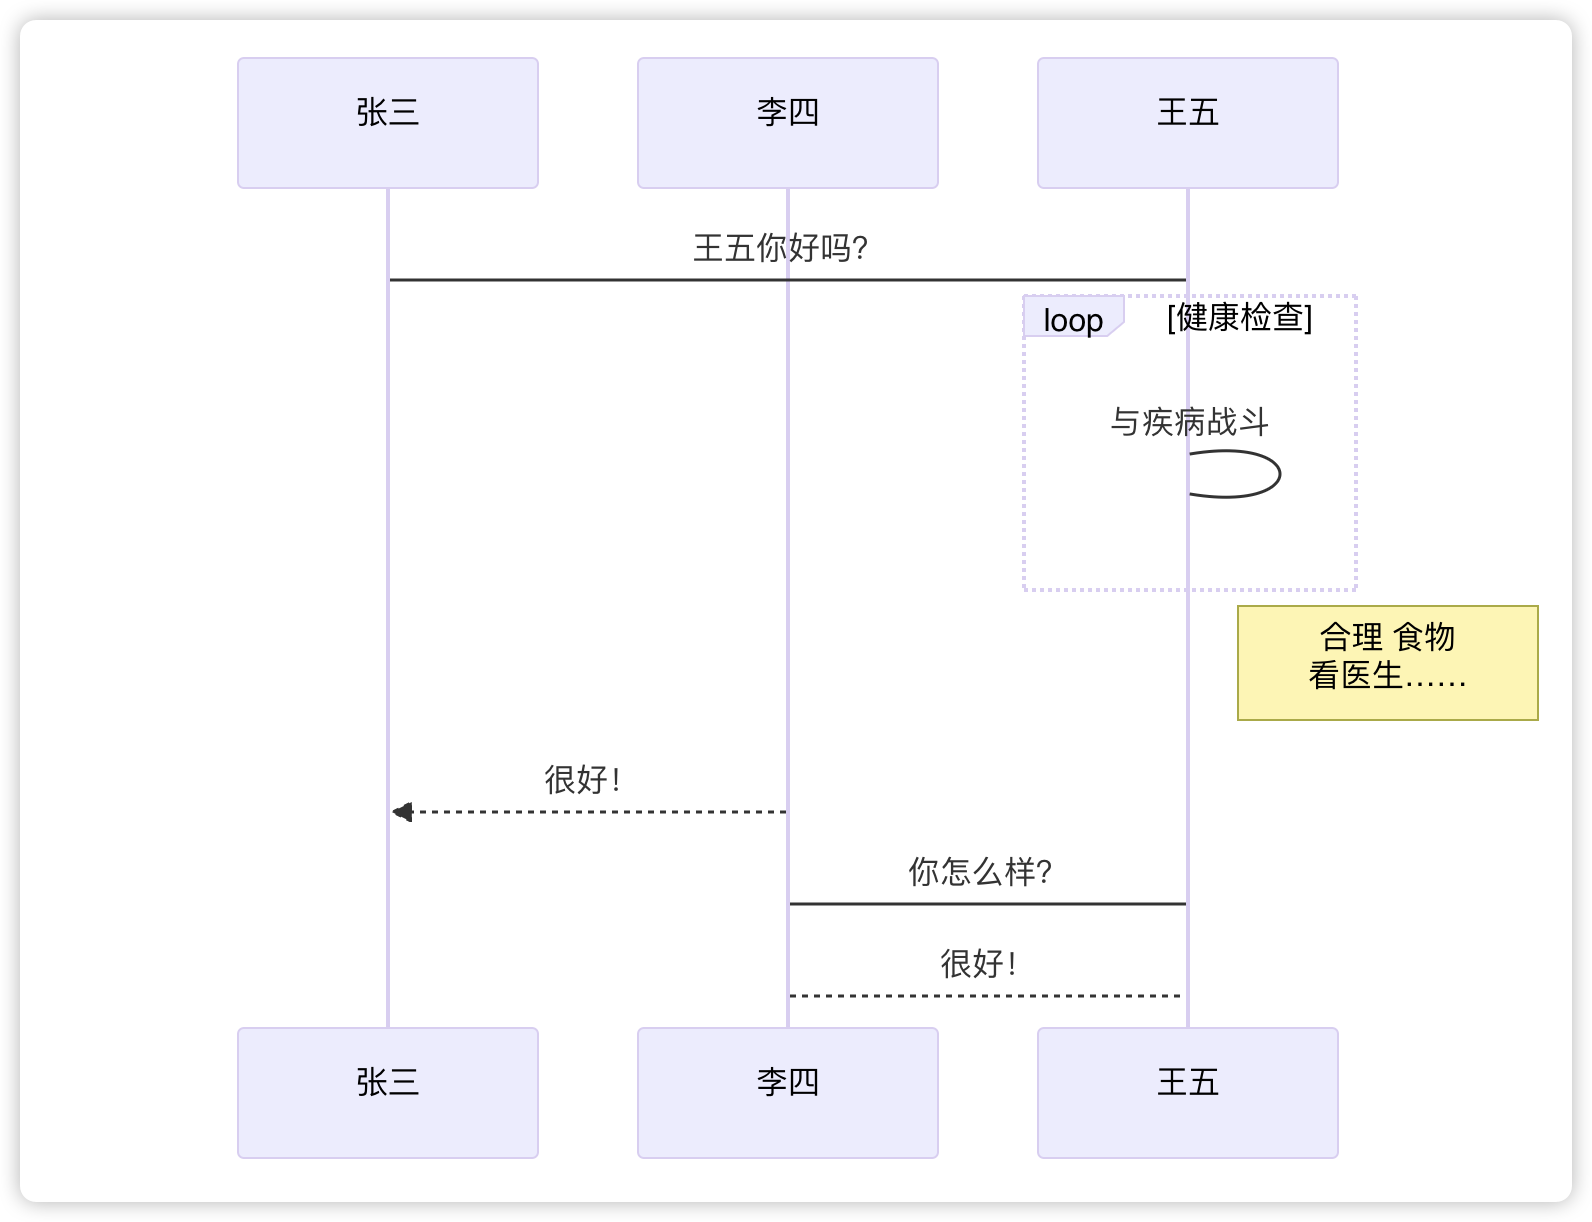 张三
李四
王五
王五你好吗?
loop
[健康检查]
与疾病战斗
合理 食物
看医生……
很好!
你怎么样?
很好!
张三
李四
王五